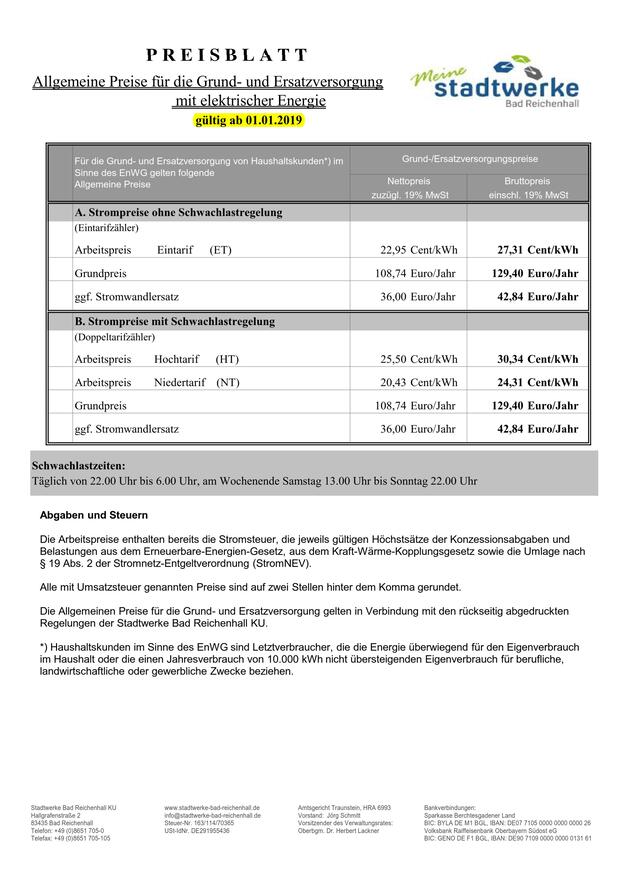 PREISBLATT
Allgemeine Preise für die Grund- und Ersatzversorgung
mit elektrischer Energie
gültig ab 01.01.2019
Meine
stadtwerke
Bad Reichenhall
Für die Grund- und Ersatzversorgung von Haushaltskunden*) im
Sinne des EnWG gelten folgende
Allgemeine Preise
Grund-/Ersatzversorgungspreise
Nettopreis
zuzügl. 19% MwSt
Bruttopreis
einschl. 19% MwSt
A. Strompreise ohne Schwachlastregelung
(Eintarifzähler)
Arbeitspreis Eintarif (ET) 22,95 Cent/kWh 27,31 Cent/kWh
Grundpreis 108,74 Euro/Jahr 129,40 Euro/Jahr
ggf. Stromwandlersatz 36,00 Euro/Jahr 42,84 Euro/Jahr
B. Strompreise mit Schwachlastregelung
(Doppeltarifzähler)
Arbeitspreis Hochtarif (HT) 25,50 Cent/kWh 30,34 Cent/kWh
Arbeitspreis Niedertarif (NT) 20,43 Cent/kWh 24,31 Cent/kWh
Grundpreis 108,74 Euro/Jahr 129,40 Euro/Jahr
ggf. Stromwandlersatz 36,00 Euro/Jahr 42,84 Euro/Jahr
Schwachlastzeiten:
Täglich von 22.00 Uhr bis 6.00 Uhr, am Wochenende Samstag 13.00 Uhr bis Sonntag 22.00 Uhr
Abgaben und Steuern
Die Arbeitspreise enthalten bereits die Stromsteuer, die jeweils gültigen Höchstsätze der Konzessionsabgaben und
Belastungen aus dem Erneuerbare-Energien-Gesetz, aus dem Kraft-Wärme-Kopplungsgesetz sowie die Umlage nach
§ 19 Abs. 2 der Stromnetz-Entgeltverordnung (StromNEV).
Alle mit Umsatzsteuer genannten Preise sind auf zwei Stellen hinter dem Komma gerundet.
Die Allgemeinen Preise für die Grund- und Ersatzversorgung gelten in Verbindung mit den rückseitig abgedruckten
Regelungen der Stadtwerke Bad Reichenhall KU.
*) Haushaltskunden im Sinne des EnWG sind Letztverbraucher, die die Energie überwiegend für den Eigenverbrauch
im Haushalt oder die einen Jahresverbrauch von 10.000 kWh nicht übersteigenden Eigenverbrauch für berufliche,
landwirtschaftliche oder gewerbliche Zwecke beziehen.
Stadtwerke Bad Reichenhall KU
Hallgrafenstraße 2
83435 Bad Reichenhall
Telefon: +49 (0)8651 705-0
Telefax: +49 (0)8651 705-105
www.stadtwerke-bad-reichenhall.de
info@stadtwerke-bad-reichenhall.de
Steuer-Nr. 163/114/70365
USt-IdNr. DE291955436
Amtsgericht Traunstein, HRA 6993
Vorstand: Jörg Schmitt
Vorsitzender des Verwaltungsrates:
Oberbgm. Dr. Herbert Lackner
Bankverbindungen:
Sparkasse Berchtesgadener Land
BIC: BYLA DE M1 BGL, IBAN: DE07 7105 0000 0000 0000 26
Volksbank Raiffeisenbank Oberbayern Südost eG
BIC: GENO DE F1 BGL, IBAN: DE90 7109 0000 0000 0131 61